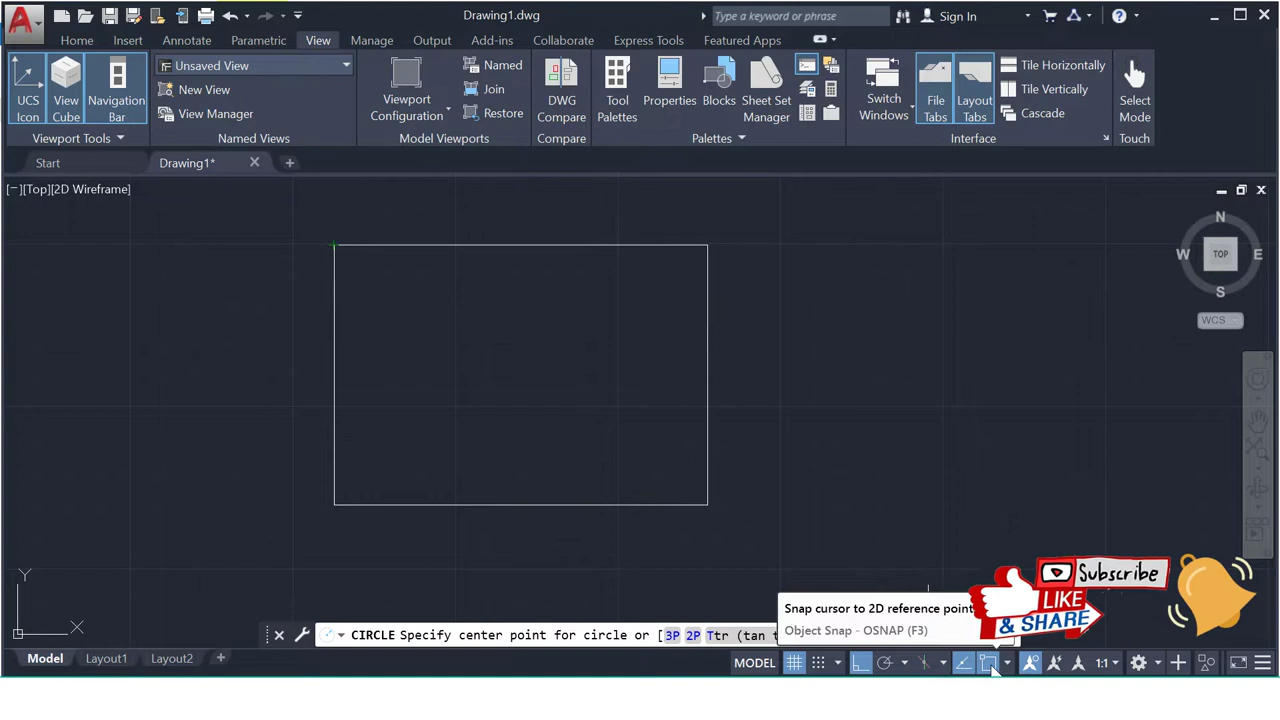 Drawing1.dwg
Type a keyword or phrase
Sign In
Home Insert Annotate Parametric View Manage Output Add-ins Collaborate Express Tools Featured Apps
UCS Icon
View Cube
Navigation Bar
Viewport Tools
Unsaved View
New View
View Manager
Named Views
Viewport Configuration
Named
Join
Restore
Model Viewports
DWG Compare
Compare
Tool Palettes
Properties
Blocks
Sheet Set Manager
Palettes
Switch Windows
File Tabs
Layout Tabs
Tile Horizontally
Tile Vertically
Cascade
Interface
Select Mode
Touch
Start
Drawing1*
[−][Top][2D Wireframe]
N
W
TOP
E
S
WCS
Y
X
Subscribe
LIKE
& SHARE
Snap cursor to 2D reference point
Object Snap - OSNAP (F3)
CIRCLE Specify center point for circle or [3P 2P Ttr (tan t
Model Layout1 Layout2
MODEL
1:1